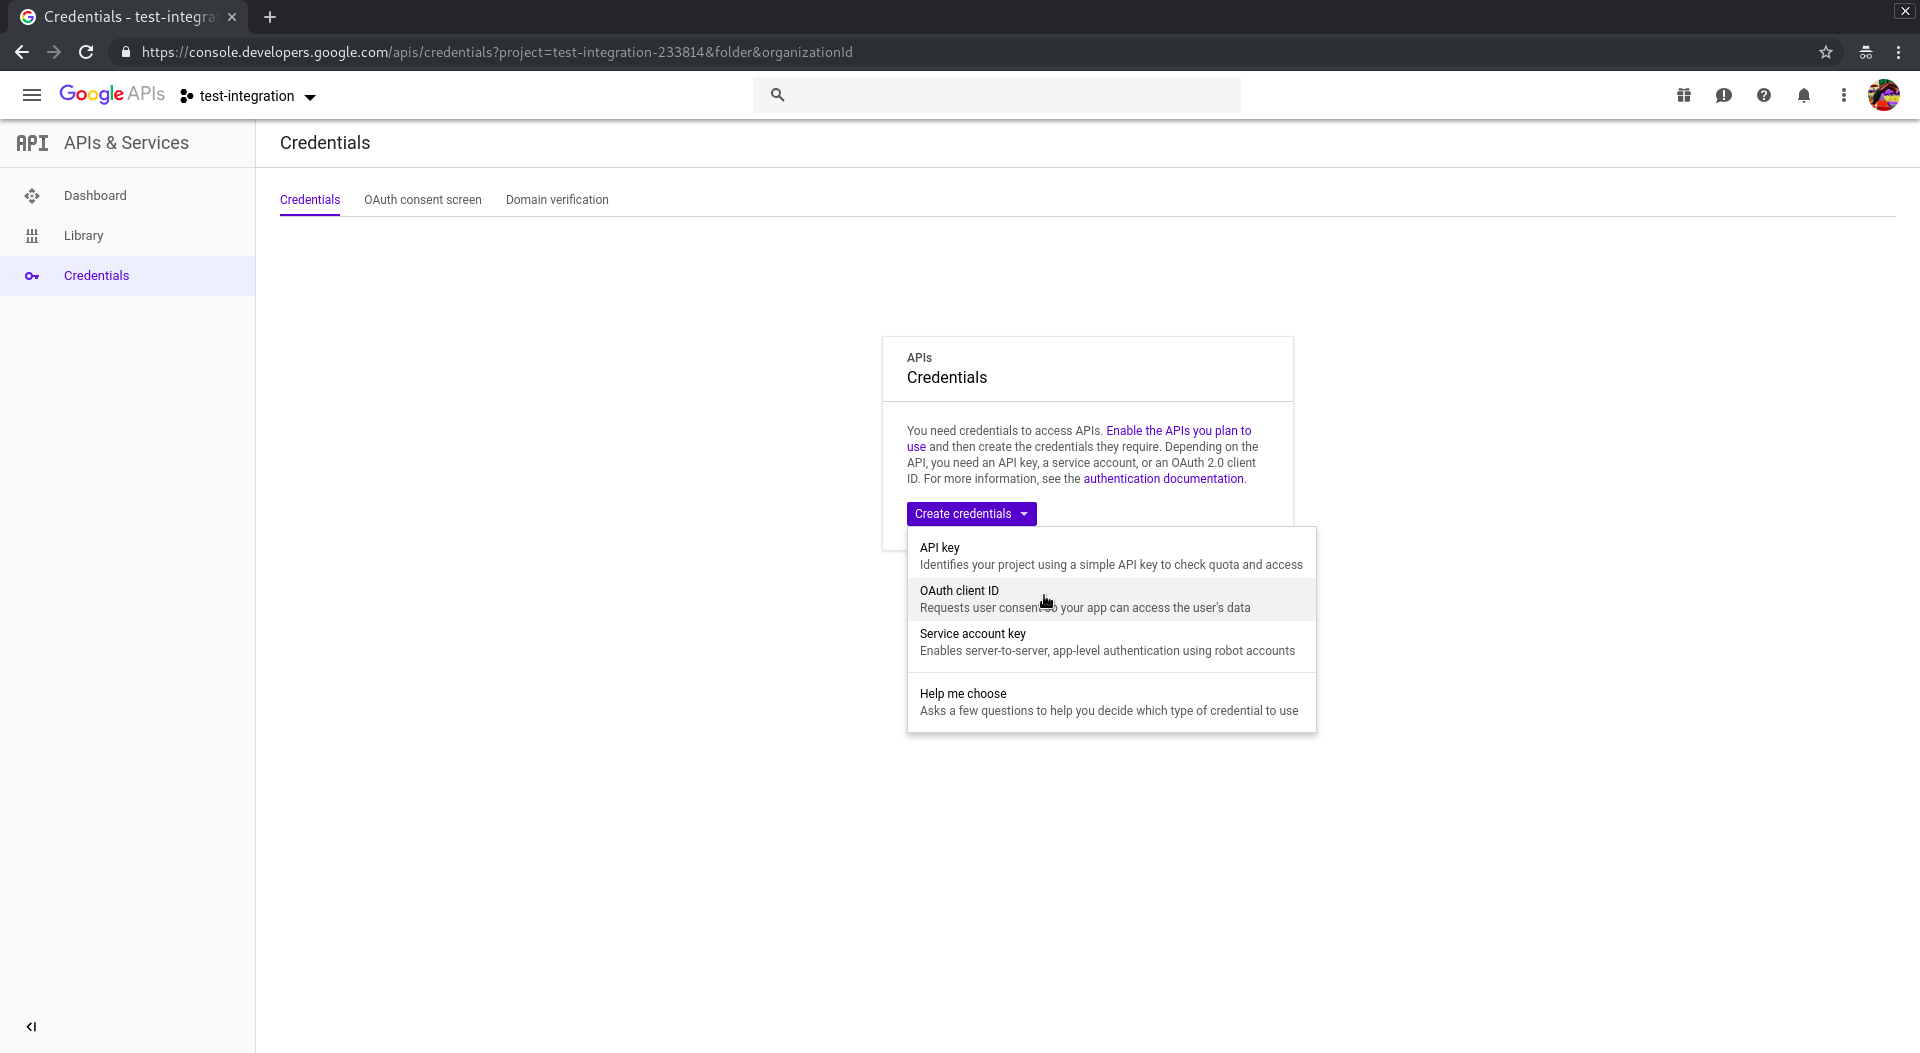 Credentials - test-integra
https://console.developers.google.com/apis/credentials?project=test-integration-233814&folder&organizationId
Google APIs
test-integration
API
APIs & Services
Credentials
Dashboard
Library
Credentials
Credentials
OAuth consent screen
Domain verification
APIs
Credentials
You need credentials to access APIs. Enable the APIs you plan to
use and then create the credentials they require. Depending on the
API, you need an API key, a service account, or an OAuth 2.0 client
ID. For more information, see the authentication documentation.
Create credentials
API key
Identifies your project using a simple API key to check quota and access
OAuth client ID
Requests user consent so your app can access the user's data
Service account key
Enables server-to-server, app-level authentication using robot accounts
Help me choose
Asks a few questions to help you decide which type of credential to use